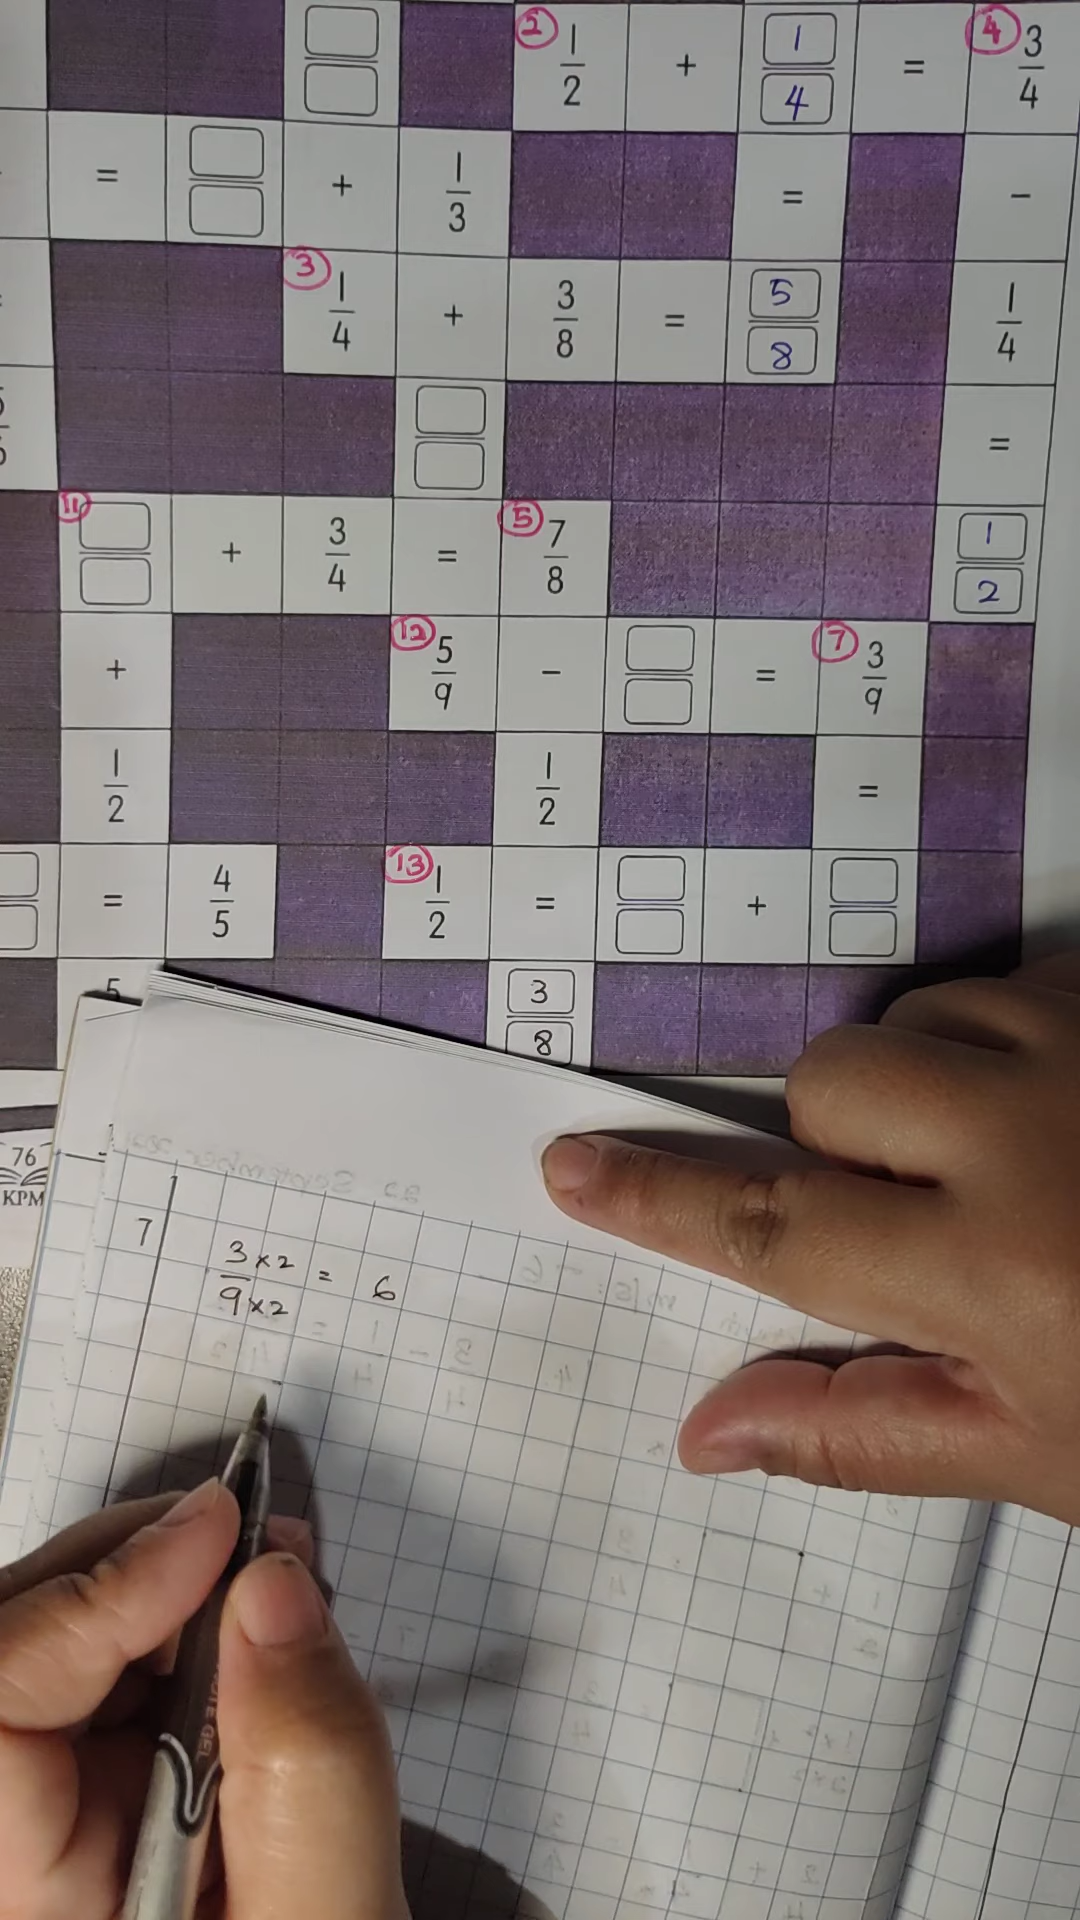 ② 1/2 + 1/4 = ④ 3/4
= + 1/3 = −
③ 1/4 + 3/8 = 5/8 1/4
=
⑪ + 3/4 = ⑤ 7/8 1/2
+ ⑫ 5/9 − = ⑦ 3/9
1/2 1/2 =
= 4/5 ⑬ 1/2 = +
5 3/8
76
KPM
7
3 × 2 = 6
9 × 2